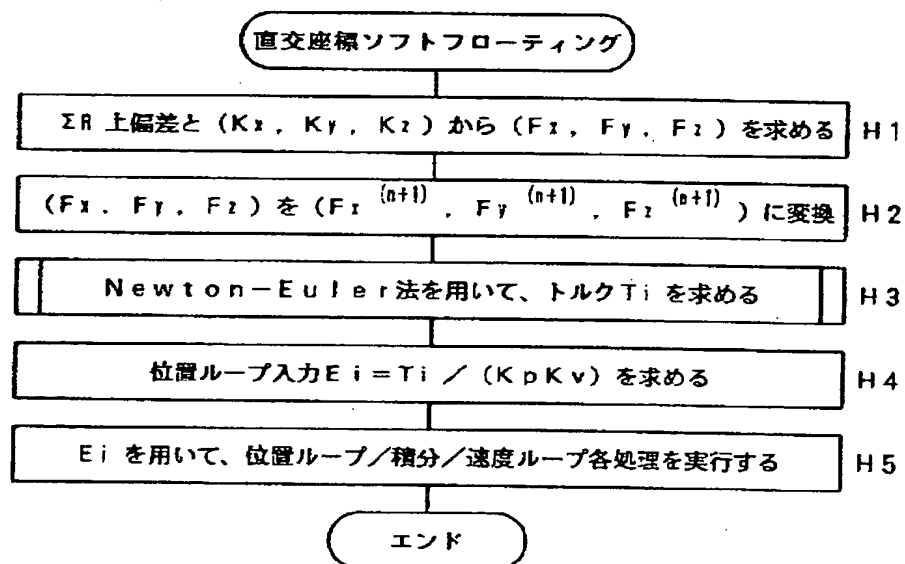 直交座標ソフトフローティング
ΣR上偏差と(Kx, Ky, Kz)から(Fx, Fy, Fz)を求める H1
(Fx, Fy, Fz)を(Fx(n+1), Fy(n+1), Fz(n+1))に変換 H2
Newton-Euler法を用いて、トルクTiを求める H3
位置ループ入力Ei=Ti/(KpKv)を求める H4
Eiを用いて、位置ループ/積分/速度ループ各処理を実行する H5
エンド